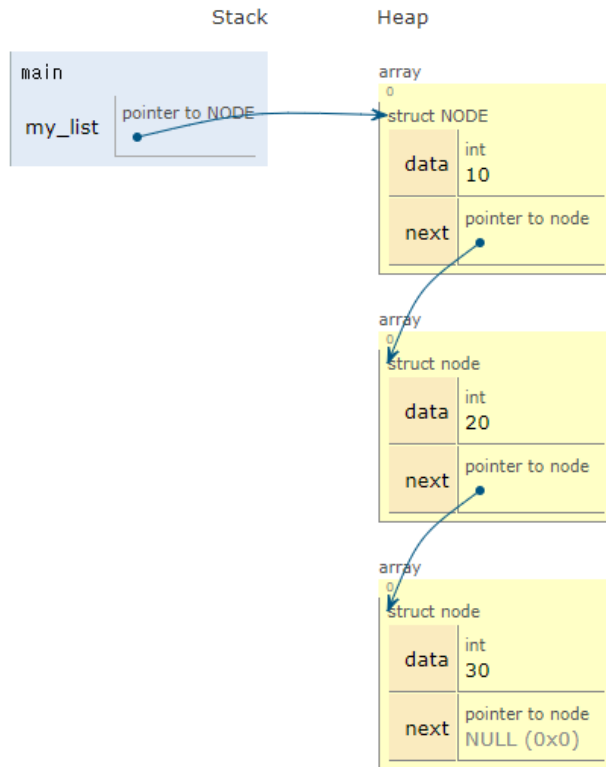 Stack Heap
main
my_list pointer to NODE
array
0
struct NODE
data int
10
next pointer to node
array
0
struct node
data int
20
next pointer to node
array
0
struct node
data int
30
next pointer to node
NULL (0x0)